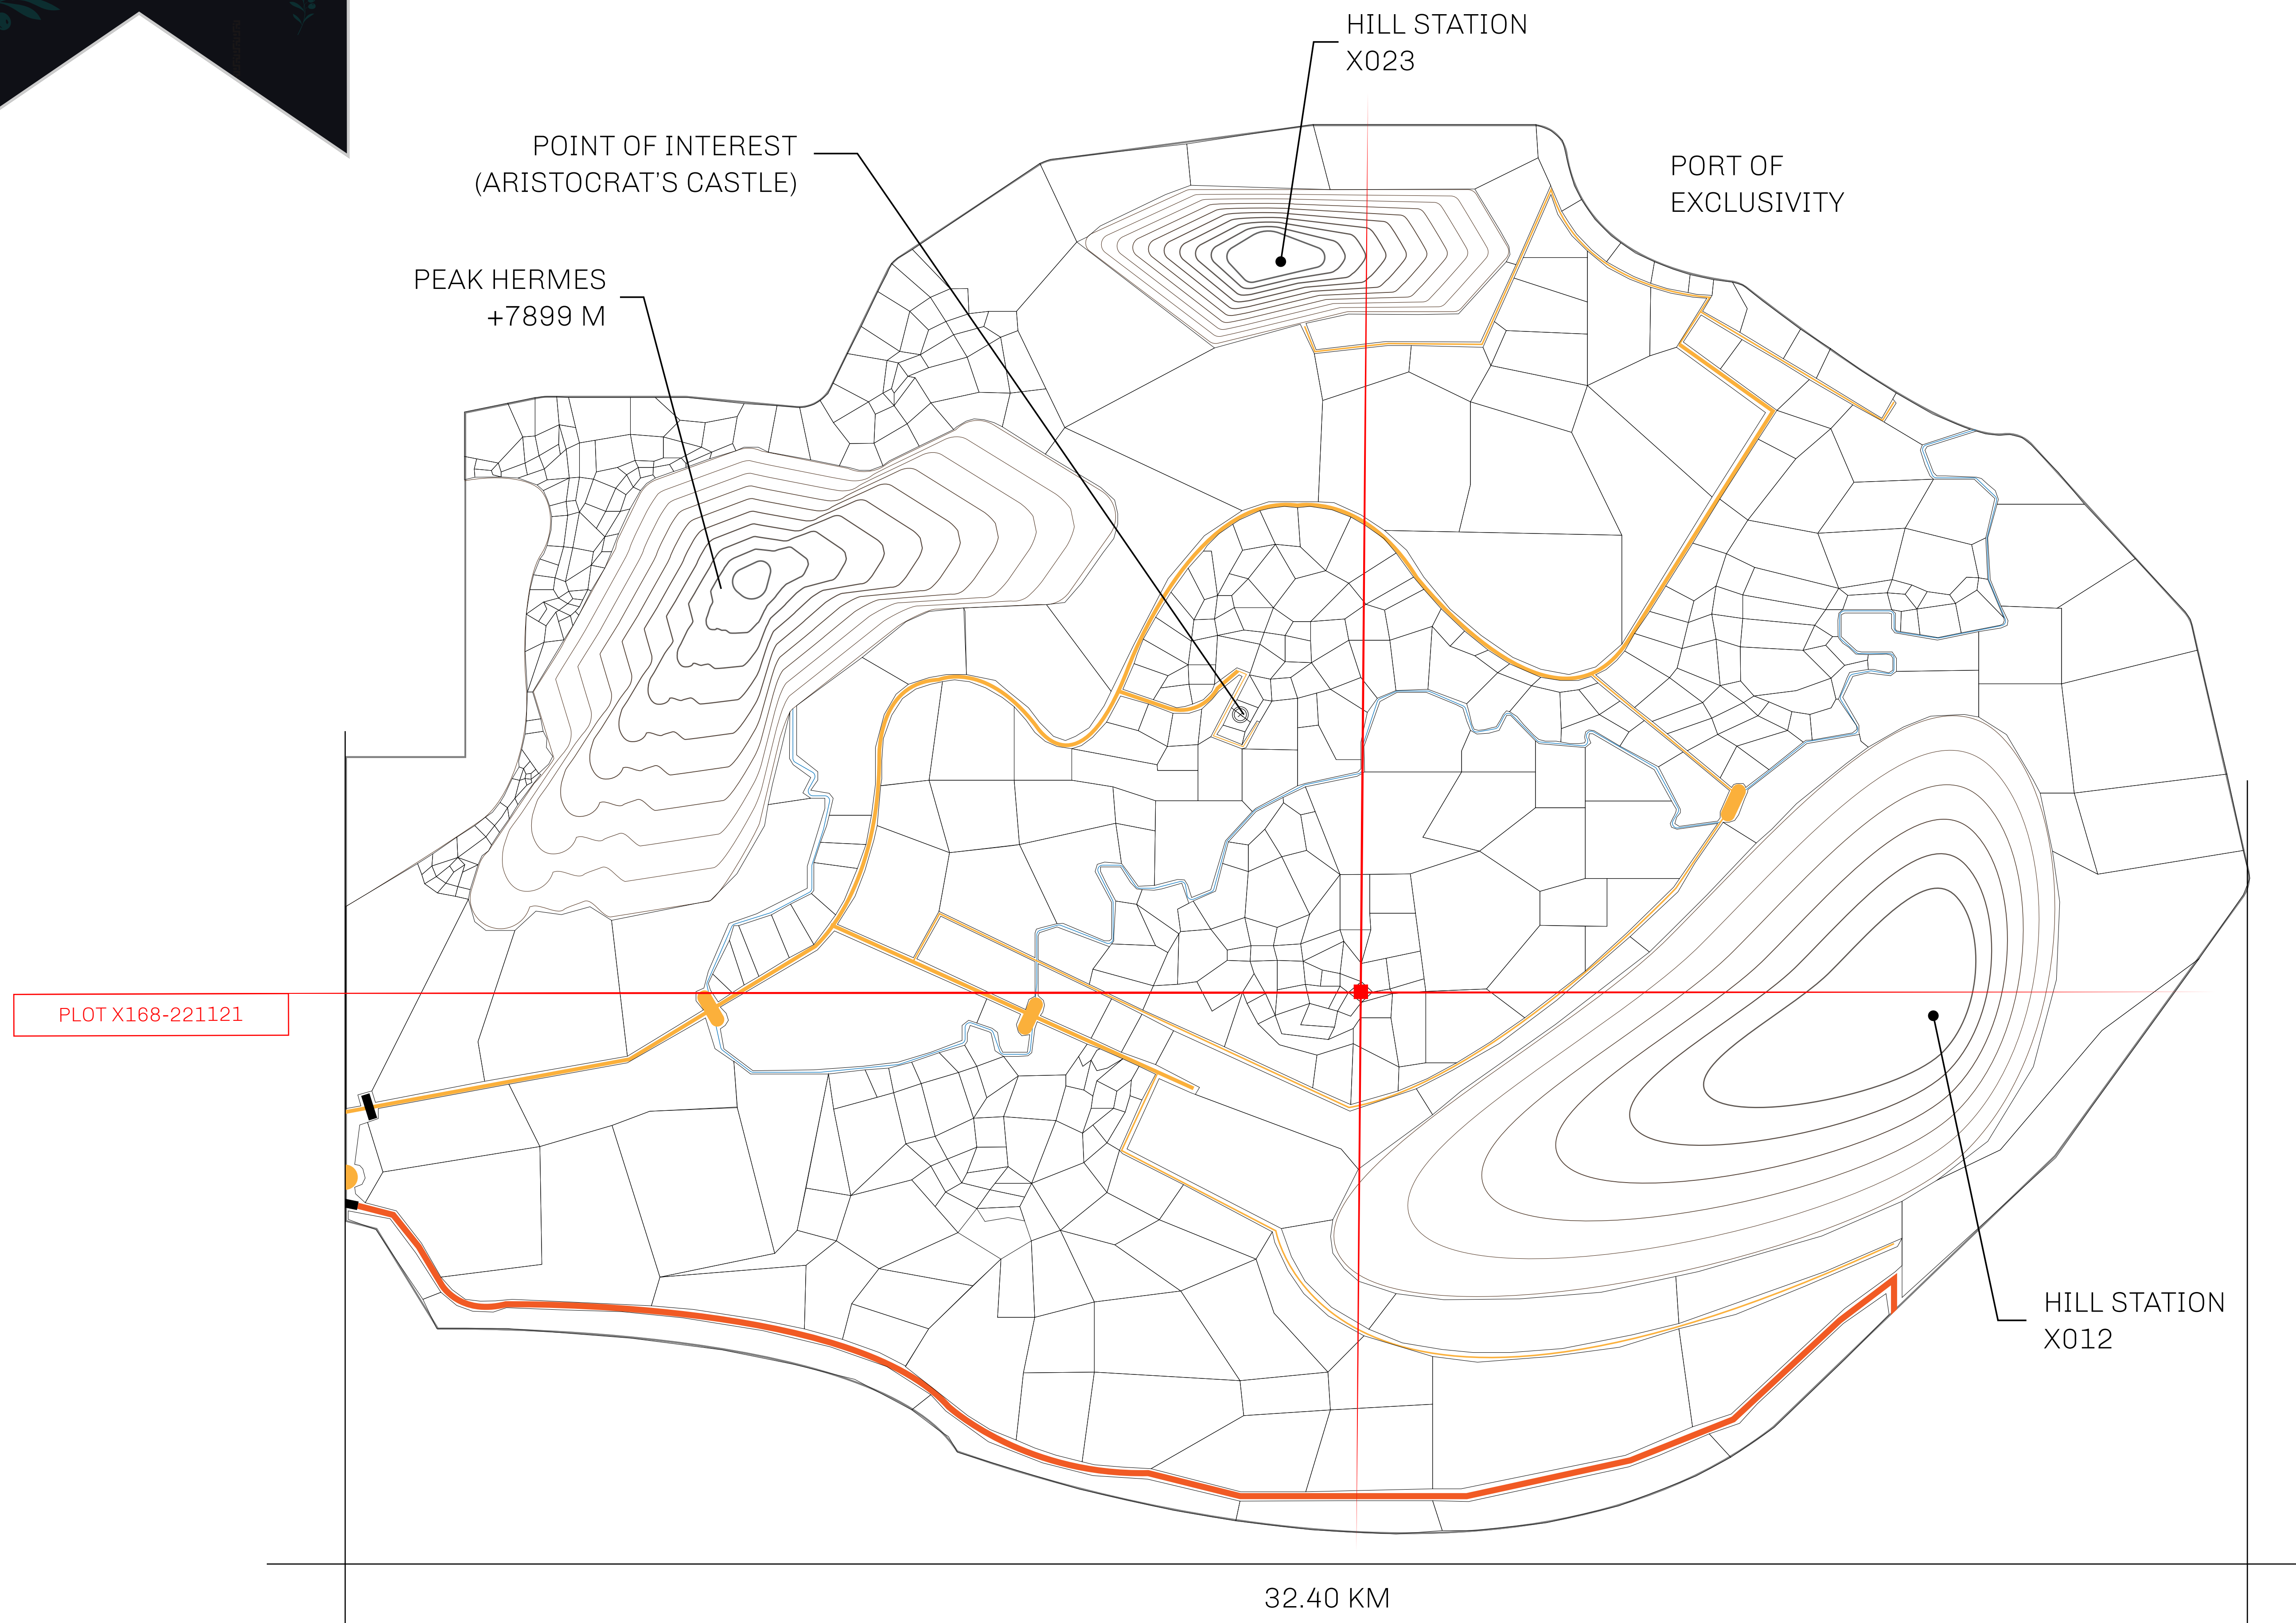 HILL STATION
X023
POINT OF INTEREST
(ARISTOCRAT'S CASTLE)
PORT OF
EXCLUSIVITY
PEAK HERMES
+7899 M
PLOT X168-221121
HILL STATION
X012
32.40 KM